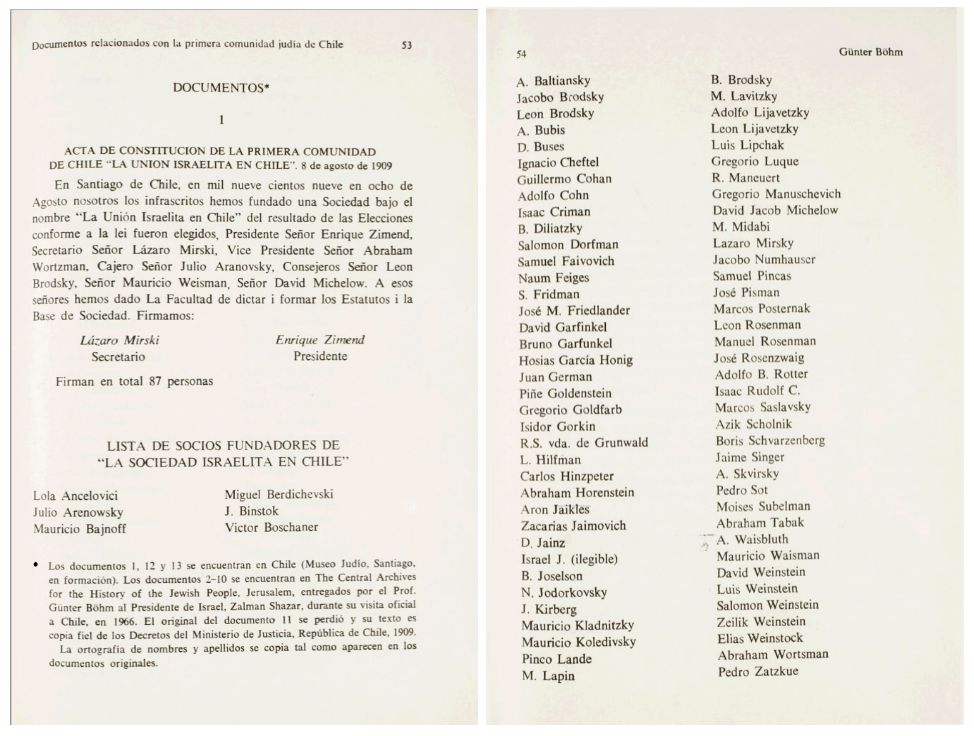 Documentos relacionados con la primera comunidad judía de Chile 53
DOCUMENTOS*
1
ACTA DE CONSTITUCION DE LA PRIMERA COMUNIDAD
DE CHILE “LA UNION ISRAELITA EN CHILE”. 8 de agosto de 1909
En Santiago de Chile, en mil nueve cientos nueve en ocho de
Agosto nosotros los infrascritos hemos fundado una Sociedad bajo el
nombre “La Unión Israelita en Chile” del resultado de las Elecciones
conforme a la lei fueron elegidos, Presidente Señor Enrique Zimend,
Secretario Señor Lázaro Mirski, Vice Presidente Señor Abraham
Wortzman, Cajero Señor Julio Aranovsky, Consejeros Señor Leon
Brodsky, Señor Mauricio Weisman, Señor David Michelow. A esos
señores hemos dado La Facultad de dictar i formar los Estatutos i la
Base de Sociedad. Firmamos:
Lázaro Mirski Enrique Zimend
Secretario Presidente
Firman en total 87 personas
LISTA DE SOCIOS FUNDADORES DE
“LA SOCIEDAD ISRAELITA EN CHILE”
Lola Ancelovici
Julio Arenowsky
Mauricio Bajnoff
Miguel Berdichevski
J. Binstok
Victor Boschaner
* Los documentos 1, 12 y 13 se encuentran en Chile (Museo Judío, Santiago,
en formación). Los documentos 2-10 se encuentran en The Central Archives
for the History of the Jewish People, Jerusalem, entregados por el Prof.
Günter Böhm al Presidente de Israel, Zalman Shazar, durante su visita oficial
a Chile, en 1966. El original del documento 11 se perdió y su texto es
copia fiel de los Decretos del Ministerio de Justicia, República de Chile, 1909.
La ortografía de nombres y apellidos se copia tal como aparecen en los
documentos originales.
54 Günter Böhm
A. Baltiansky
Jacobo Brodsky
Leon Brodsky
A. Bubis
D. Buses
Ignacio Cheftel
Guillermo Cohan
Adolfo Cohn
Isaac Criman
B. Diliatzky
Salomon Dorfman
Samuel Faivovich
Naum Feiges
S. Fridman
José M. Friedlander
David Garfinkel
Bruno Garfunkel
Hosias García Honig
Juan German
Piñe Goldenstein
Gregorio Goldfarb
Isidor Gorkin
R.S. vda. de Grunwald
L. Hilfman
Carlos Hinzpeter
Abraham Horenstein
Aron Jaikles
Zacarias Jaimovich
D. Jainz
Israel J. (ilegible)
B. Joselson
N. Jodorkovsky
J. Kirberg
Mauricio Kladnitzky
Mauricio Koledivsky
Pinco Lande
M. Lapin
B. Brodsky
M. Lavitzky
Adolfo Lijavetzky
Leon Lijavetzky
Luis Lipchak
Gregorio Luque
R. Maneuert
Gregorio Manuschevich
David Jacob Michelow
M. Midabi
Lazaro Mirsky
Jacobo Numhauser
Samuel Pincas
José Pisman
Marcos Posternak
Leon Rosenman
Manuel Rosenman
José Rosenzwaig
Adolfo B. Rotter
Isaac Rudolf C.
Marcos Saslavsky
Azik Scholnik
Boris Schvarzenberg
Jaime Singer
A. Skvirsky
Pedro Sot
Moises Subelman
Abraham Tabak
A. Waisbluth
Mauricio Waisman
David Weinstein
Luis Weinstein
Salomon Weinstein
Zeilik Weinstein
Elias Weinstock
Abraham Wortsman
Pedro Zatzkue